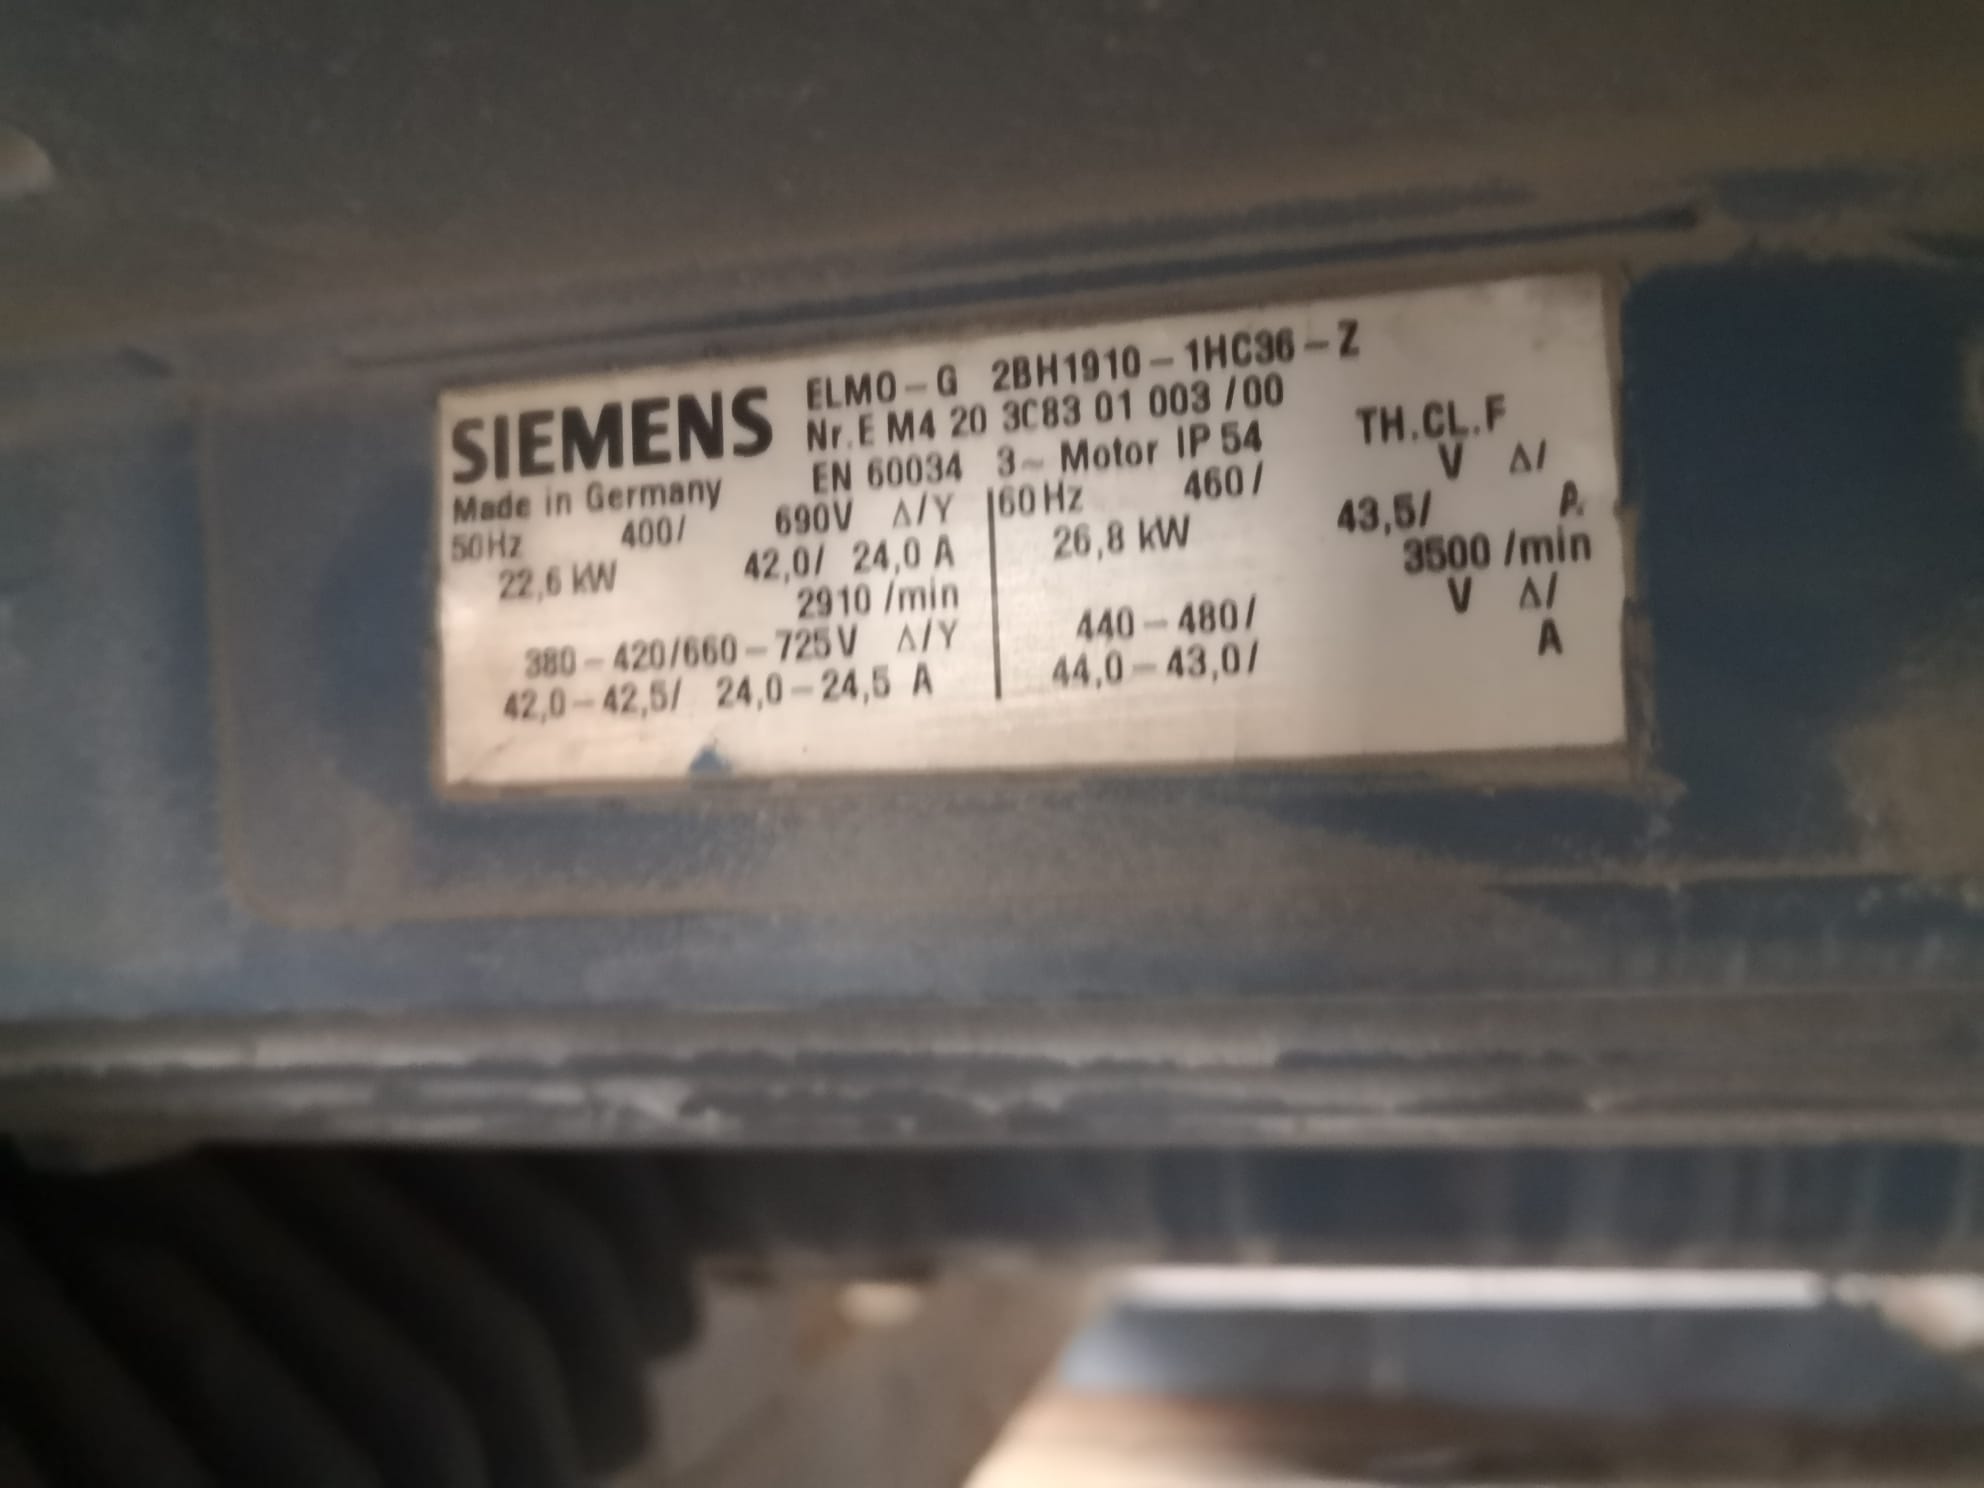 SIEMENS ELMO-G 2BH1910-1HC36-Z
Nr.E M4 20 3C83 01 003 /00 TH.CL.F
Made in Germany EN 60034 3~ Motor IP 54
50Hz 400/ 690V Δ/Y 60Hz 460/ V Δ/
22,6 kW 42,0/ 24,0 A 26,8 kW 43,5/ A
2910 /min 3500 /min
380-420/660-725V Δ/Y 440-480/ V Δ/
42,0-42,5/ 24,0-24,5 A 44,0-43,0/ A